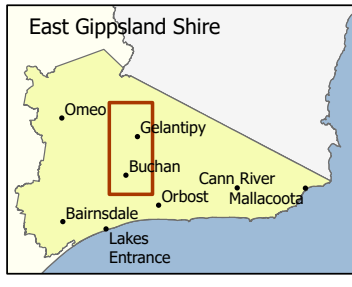 East Gippsland Shire
Omeo
Gelantipy
Buchan
Cann River
Mallacoota
Orbost
Bairnsdale
Lakes
Entrance